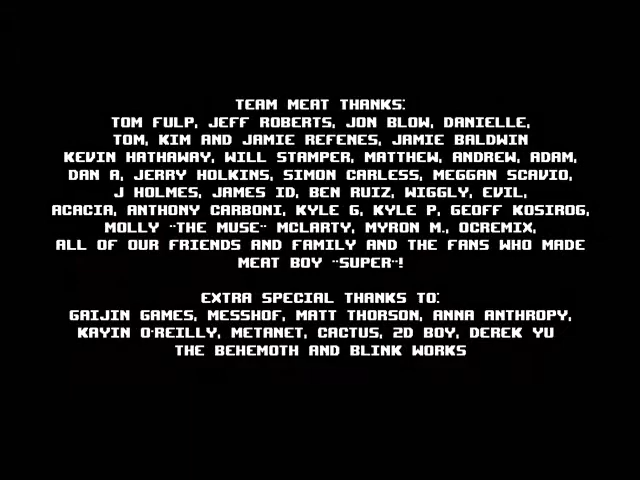 TEAM MEAT THANKS:
TOM FULP, JEFF ROBERTS, JON BLOW, DANIELLE,
TOM, KIM AND JAMIE REFENES, JAMIE BALDWIN
KEVIN HATHAWAY, WILL STAMPER, MATTHEW, ANDREW, ADAM,
DAN A, JERRY HOLKINS, SIMON CARLESS, MEGGAN SCAVIO,
J HOLMES, JAMES ID, BEN RUIZ, WIGGLY, EVIL,
ACACIA, ANTHONY CARBONI, KYLE G, KYLE P, GEOFF KOSIROG,
MOLLY "THE MUSE" MCLARTY, MYRON M., OCREMIX,
ALL OF OUR FRIENDS AND FAMILY AND THE FANS WHO MADE
MEAT BOY "SUPER"!
EXTRA SPECIAL THANKS TO:
GAIJIN GAMES, MESSHOF, MATT THORSON, ANNA ANTHROPY,
KAYIN O'REILLY, METANET, CACTUS, 2D BOY, DEREK YU
THE BEHEMOTH AND BLINK WORKS